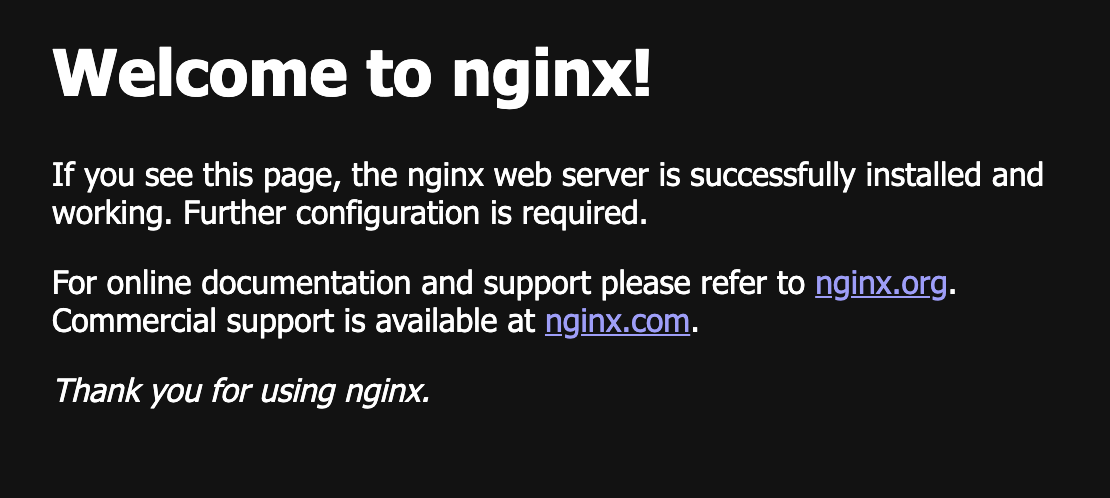 Welcome to nginx!
If you see this page, the nginx web server is successfully installed and
working. Further configuration is required.
For online documentation and support please refer to nginx.org.
Commercial support is available at nginx.com.
Thank you for using nginx.